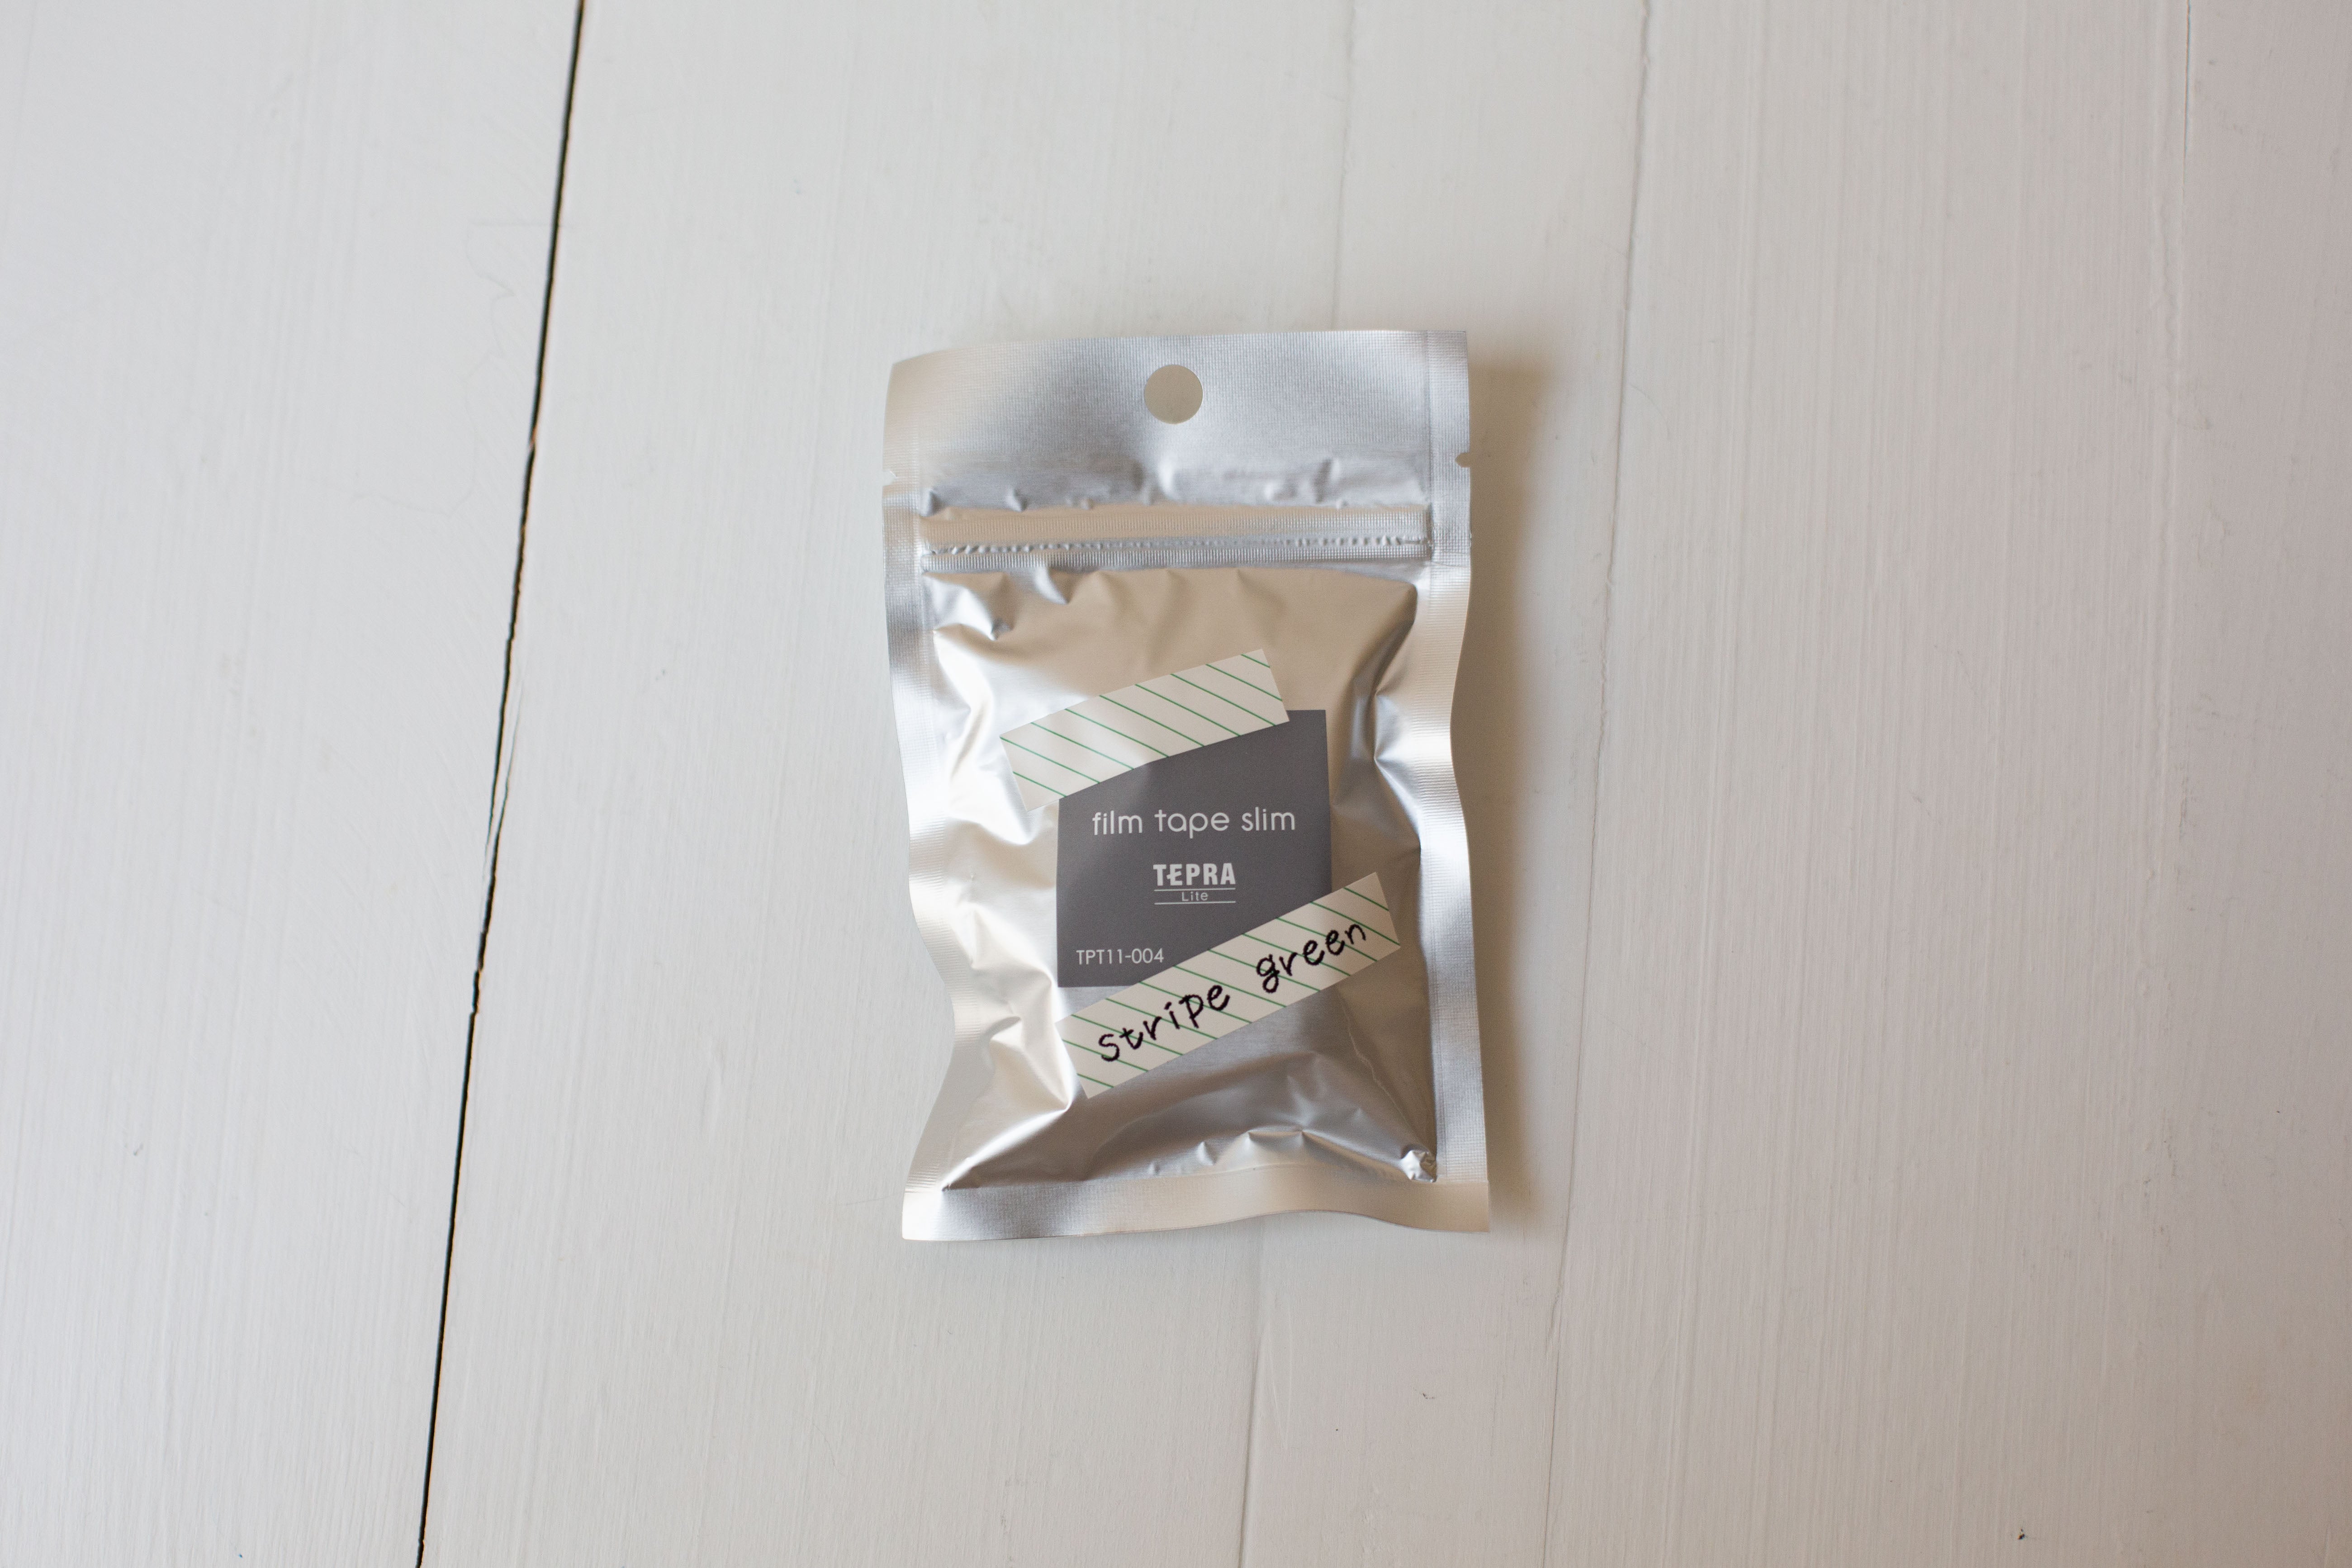 film tape slim
TEPRA
Lite
TPT11-004
stripe green